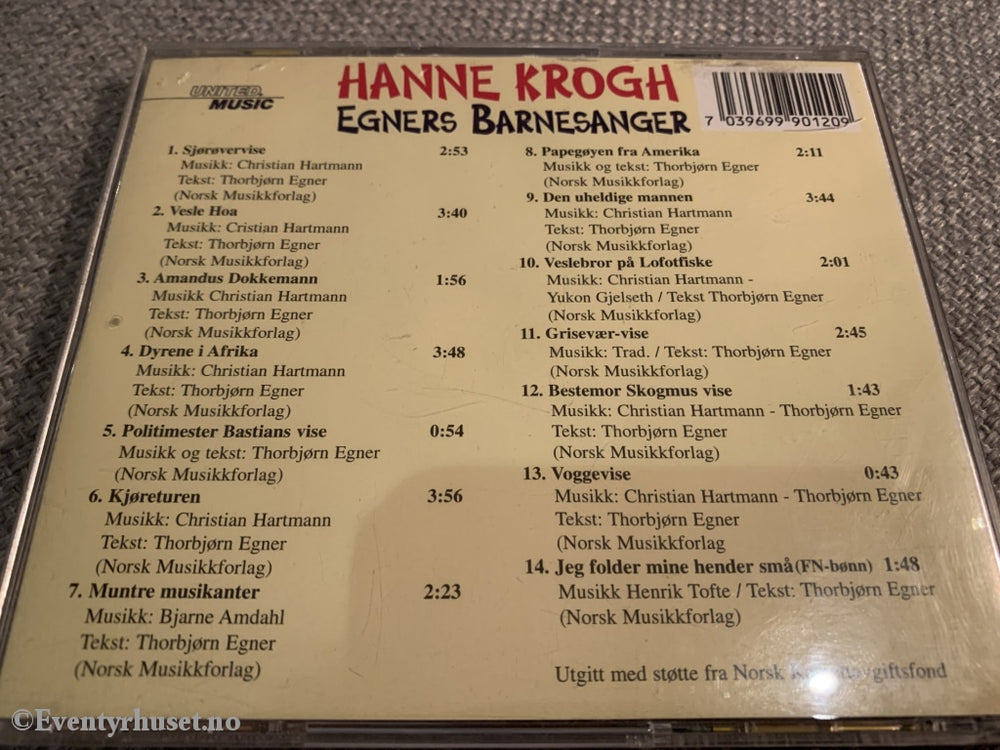 UNITED
MUSIC
HANNE KROGH
EGNERS BARNESANGER
7 039699 901209
1. Sjørøvervise 2:53
Musikk: Christian Hartmann
Tekst: Thorbjørn Egner
(Norsk Musikkforlag)
2. Vesle Hoa 3:40
Musikk: Cristian Hartmann
Tekst: Thorbjørn Egner
(Norsk Musikkforlag)
3. Amandus Dokkemann 1:56
Musikk Christian Hartmann
Tekst: Thorbjørn Egner
(Norsk Musikkforlag)
4. Dyrene i Afrika 3:48
Musikk: Christian Hartmann
Tekst: Thorbjørn Egner
(Norsk Musikkforlag)
5. Politimester Bastians vise 0:54
Musikk og tekst: Thorbjørn Egner
(Norsk Musikkforlag)
6. Kjøreturen 3:56
Musikk: Christian Hartmann
Tekst: Thorbjørn Egner
(Norsk Musikkforlag)
7. Muntre musikanter 2:23
Musikk: Bjarne Amdahl
Tekst: Thorbjørn Egner
(Norsk Musikkforlag)
8. Papegøyen fra Amerika 2:11
Musikk og tekst: Thorbjørn Egner
(Norsk Musikkforlag)
9. Den uheldige mannen 3:44
Musikk: Christian Hartmann
Tekst: Thorbjørn Egner
(Norsk Musikkforlag)
10. Veslebror på Lofotfiske 2:01
Musikk: Christian Hartmann -
Yukon Gjelseth / Tekst Thorbjørn Egner
(Norsk Musikkforlag)
11. Grisevær-vise 2:45
Musikk: Trad. / Tekst: Thorbjørn Egner
(Norsk Musikkforlag)
12. Bestemor Skogmus vise 1:43
Musikk: Christian Hartmann - Thorbjørn Egner
Tekst: Thorbjørn Egner
(Norsk Musikkforlag)
13. Voggevise 0:43
Musikk: Christian Hartmann - Thorbjørn Egner
Tekst: Thorbjørn Egner
(Norsk Musikkforlag
14. Jeg folder mine hender små (FN-bønn) 1:48
Musikk Henrik Tofte / Tekst: Thorbjørn Egner
(Norsk Musikkforlag)
Utgitt med støtte fra Norsk
©Eventyrhuset.no